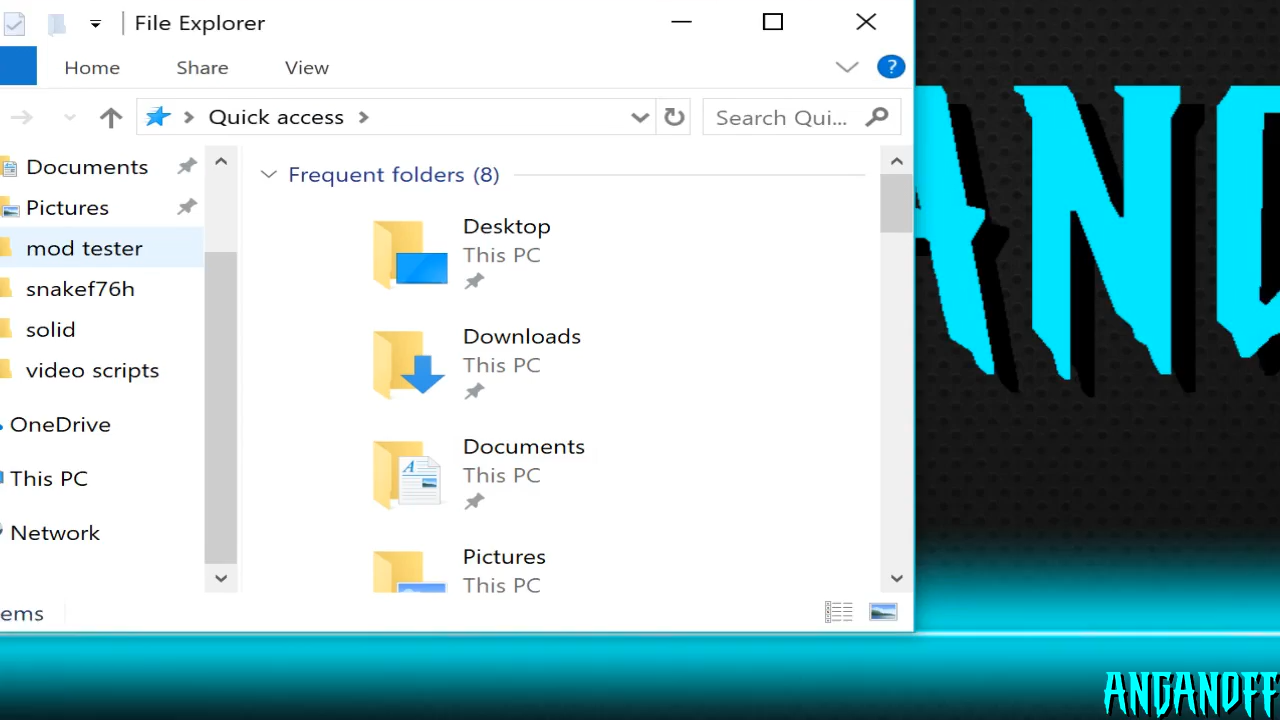 File Explorer
Home Share View
?
Quick access
Search Qui...
Documents
Pictures
mod tester
snakef76h
solid
video scripts
OneDrive
This PC
Network
ems
Frequent folders (8)
Desktop
This PC
Downloads
This PC
Documents
This PC
Pictures
This PC
ANG
ANGANOFF